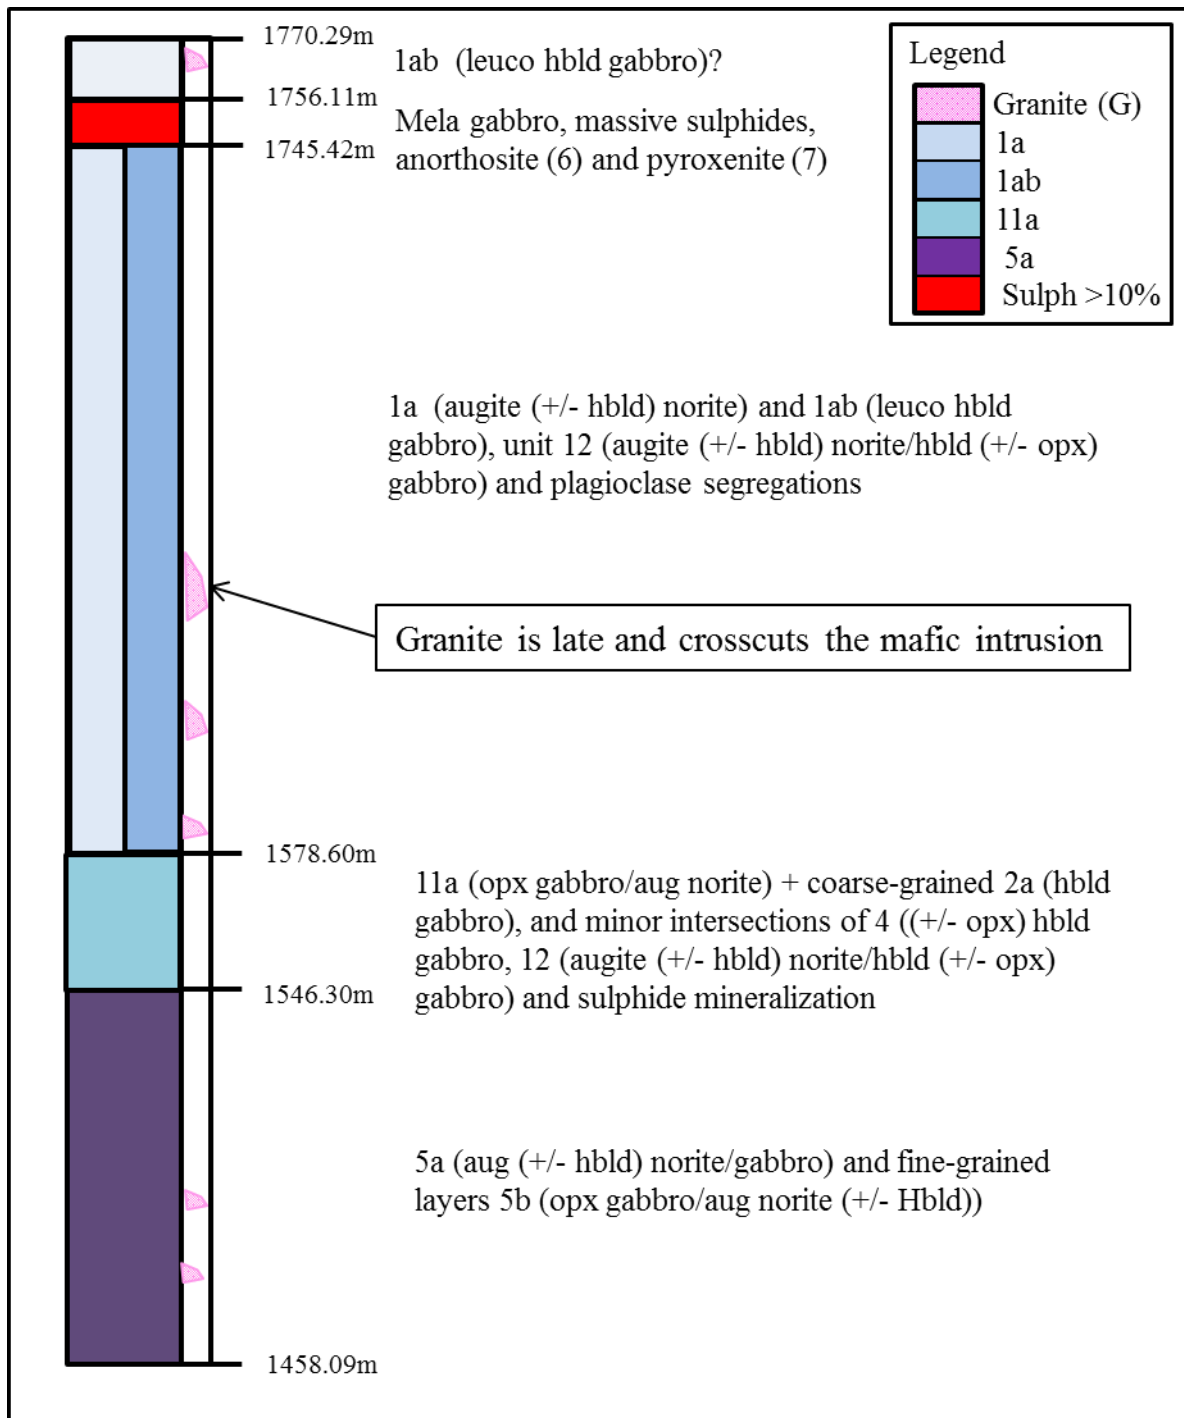 1770.29m
1ab (leuco hbld gabbro)?
1756.11m
Mela gabbro, massive sulphides,
anorthosite (6) and pyroxenite (7)
1745.42m
Legend
Granite (G)
1a
1ab
11a
5a
Sulph >10%
1a (augite (+/- hbld) norite) and 1ab (leuco hbld
gabbro), unit 12 (augite (+/- hbld) norite/hbld (+/- opx)
gabbro) and plagioclase segregations
Granite is late and crosscuts the mafic intrusion
1578.60m
11a (opx gabbro/aug norite) + coarse-grained 2a (hbld
gabbro), and minor intersections of 4 ((+/- opx) hbld
gabbro, 12 (augite (+/- hbld) norite/hbld (+/- opx)
gabbro) and sulphide mineralization
1546.30m
5a (aug (+/- hbld) norite/gabbro) and fine-grained
layers 5b (opx gabbro/aug norite (+/- Hbld))
1458.09m